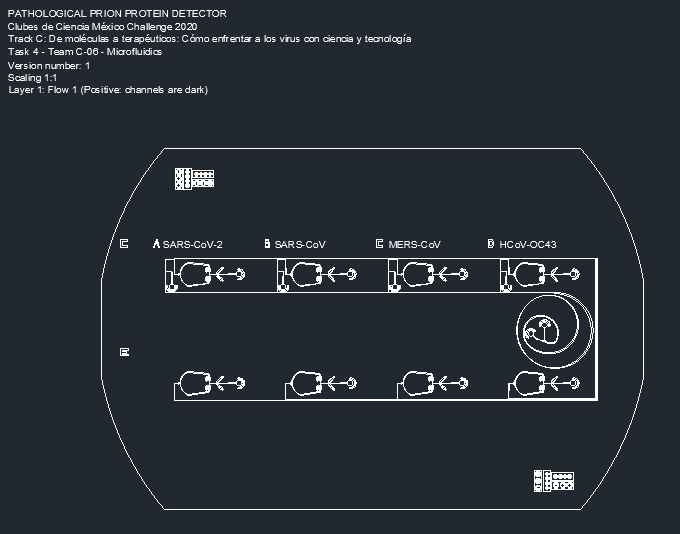 PATHOLOGICAL PRION PROTEIN DETECTOR
Clubes de Ciencia México Challenge 2020
Track C: De moléculas a terapéuticos: Cómo enfrentar a los virus con ciencia y tecnología
Task 4 - Team C-06 - Microfluidics
Version number: 1
Scaling 1:1
Layer 1: Flow 1 (Positive: channels are dark)
C A SARS-CoV-2 B SARS-CoV C MERS-CoV D HCoV-OC43
E